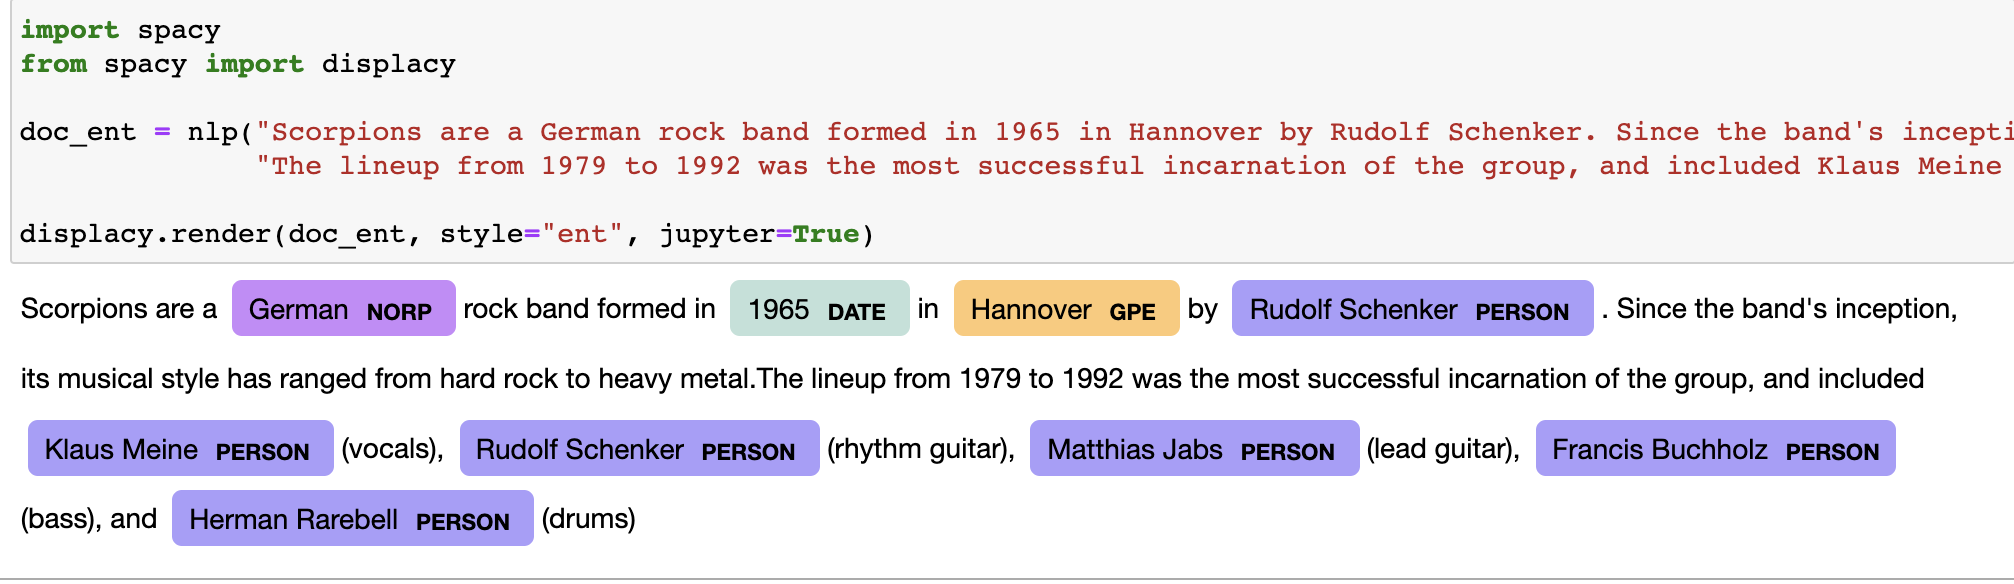 import spacy
from spacy import displacy
doc_ent = nlp("Scorpions are a German rock band formed in 1965 in Hannover by Rudolf Schenker. Since the band's incepti
"The lineup from 1979 to 1992 was the most successful incarnation of the group, and included Klaus Meine
displacy.render(doc_ent, style="ent", jupyter=True)
Scorpions are a German NORP rock band formed in 1965 DATE in Hannover GPE by Rudolf Schenker PERSON . Since the band's inception,
its musical style has ranged from hard rock to heavy metal.The lineup from 1979 to 1992 was the most successful incarnation of the group, and included
Klaus Meine PERSON (vocals), Rudolf Schenker PERSON (rhythm guitar), Matthias Jabs PERSON (lead guitar), Francis Buchholz PERSON
(bass), and Herman Rarebell PERSON (drums)